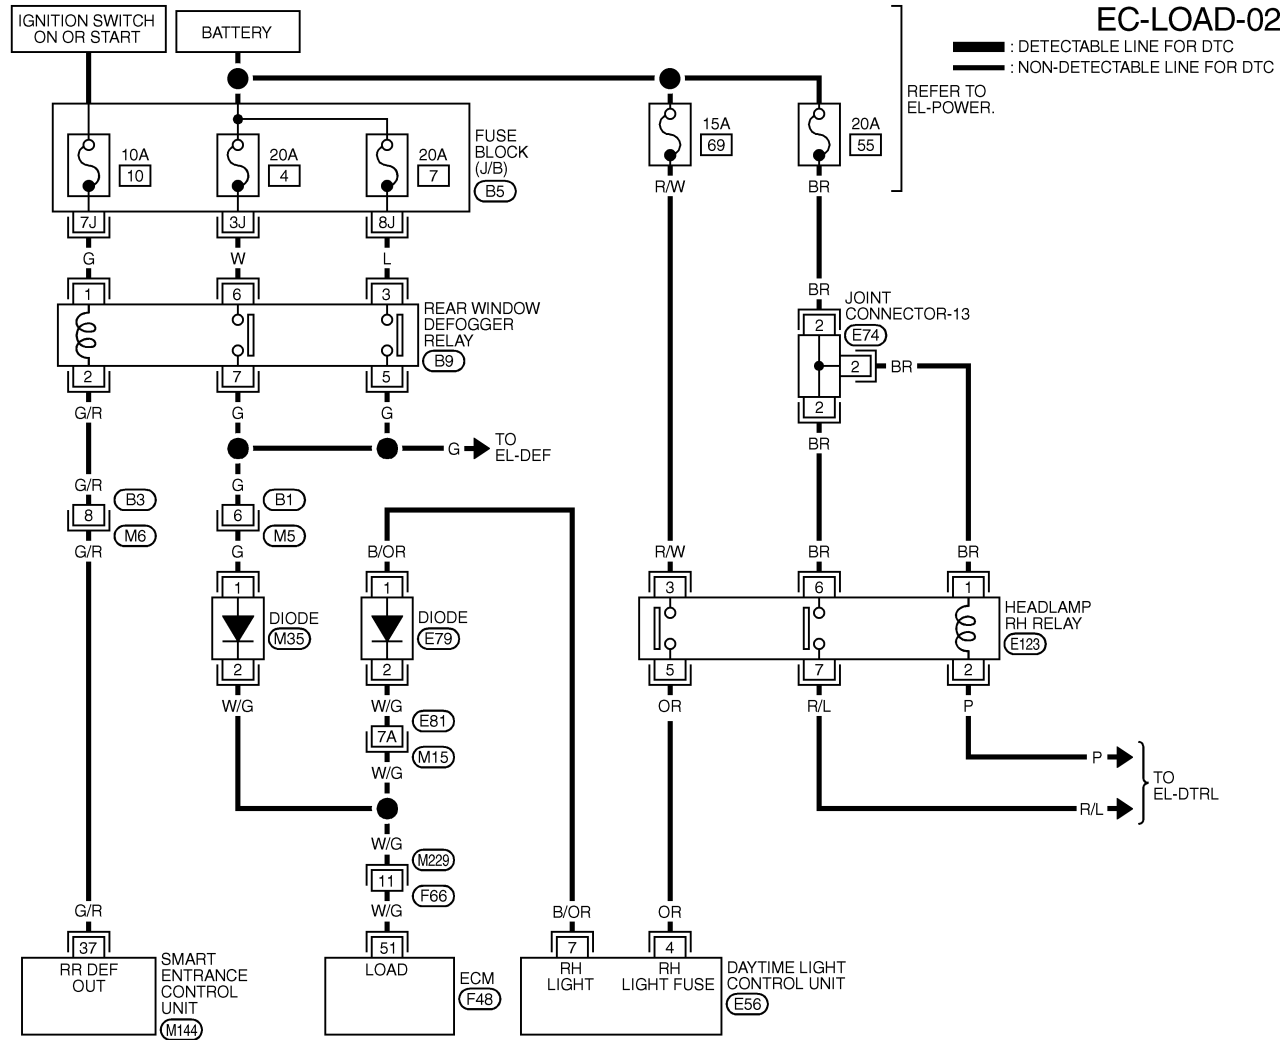 EC-LOAD-02
: DETECTABLE LINE FOR DTC
: NON-DETECTABLE LINE FOR DTC
IGNITION SWITCH
ON OR START
BATTERY
REFER TO
EL-POWER.
10A
10
20A
4
20A
7
FUSE
BLOCK
(J/B)
B5
15A
69
20A
55
7J
3J
8J
R/W
BR
G
W
L
1
6
3
REAR WINDOW
DEFOGGER
RELAY
B9
2
7
5
BR
JOINT
CONNECTOR-13
E74
2
2
BR
2
BR
G/R
G
G
G
TO
EL-DEF
G/R
B3
8
M6
G/R
G
B1
6
M5
G
B/OR
R/W
BR
BR
1
DIODE
M35
2
1
DIODE
E79
2
3
6
1
HEADLAMP
RH RELAY
E123
5
7
2
W/G
W/G
OR
R/L
P
E81
7A
M15
W/G
P
R/L
TO
EL-DTRL
W/G
M229
11
F66
W/G
G/R
B/OR
OR
37
RR DEF
OUT
SMART
ENTRANCE
CONTROL
UNIT
M144
51
LOAD
ECM
F48
7
RH
LIGHT
4
RH
LIGHT FUSE
DAYTIME LIGHT
CONTROL UNIT
E56